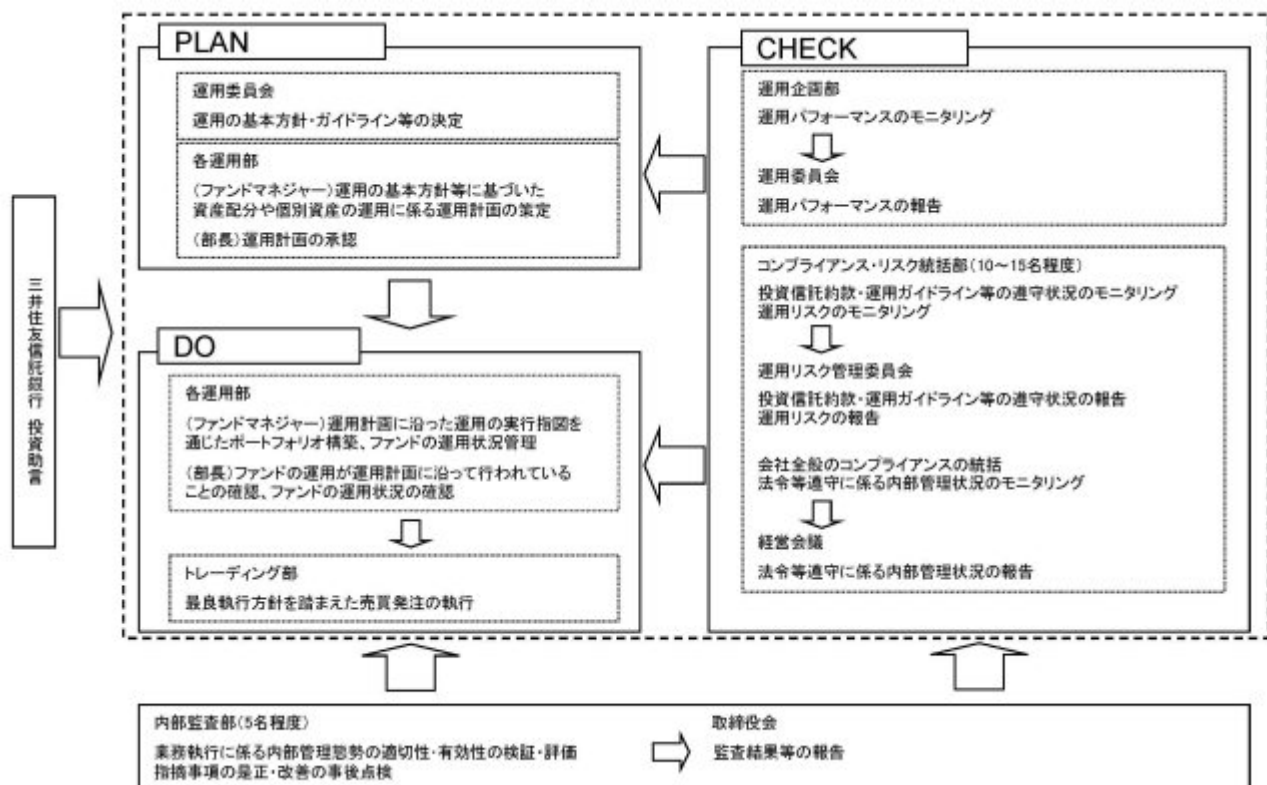 三井住友信託銀行 投資助言
PLAN
運用委員会
運用の基本方針・ガイドライン等の決定
各運用部
(ファンドマネジャー)運用の基本方針等に基づいた
資産配分や個別資産の運用に係る運用計画の策定
(部長)運用計画の承認
DO
各運用部
(ファンドマネジャー)運用計画に沿った運用の実行指図を
通じたポートフォリオ構築、ファンドの運用状況管理
(部長)ファンドの運用が運用計画に沿って行われている
ことの確認、ファンドの運用状況の確認
トレーディング部
最良執行方針を踏まえた売買発注の執行
CHECK
運用企画部
運用パフォーマンスのモニタリング
運用委員会
運用パフォーマンスの報告
コンプライアンス・リスク統括部(10～15名程度)
投資信託約款・運用ガイドライン等の遵守状況のモニタリング
運用リスクのモニタリング
運用リスク管理委員会
投資信託約款・運用ガイドライン等の遵守状況の報告
運用リスクの報告
会社全般のコンプライアンスの統括
法令等遵守に係る内部管理状況のモニタリング
経営会議
法令等遵守に係る内部管理状況の報告
内部監査部(5名程度)
業務執行に係る内部管理態勢の適切性・有効性の検証・評価
指摘事項の是正・改善の事後点検
取締役会
監査結果等の報告